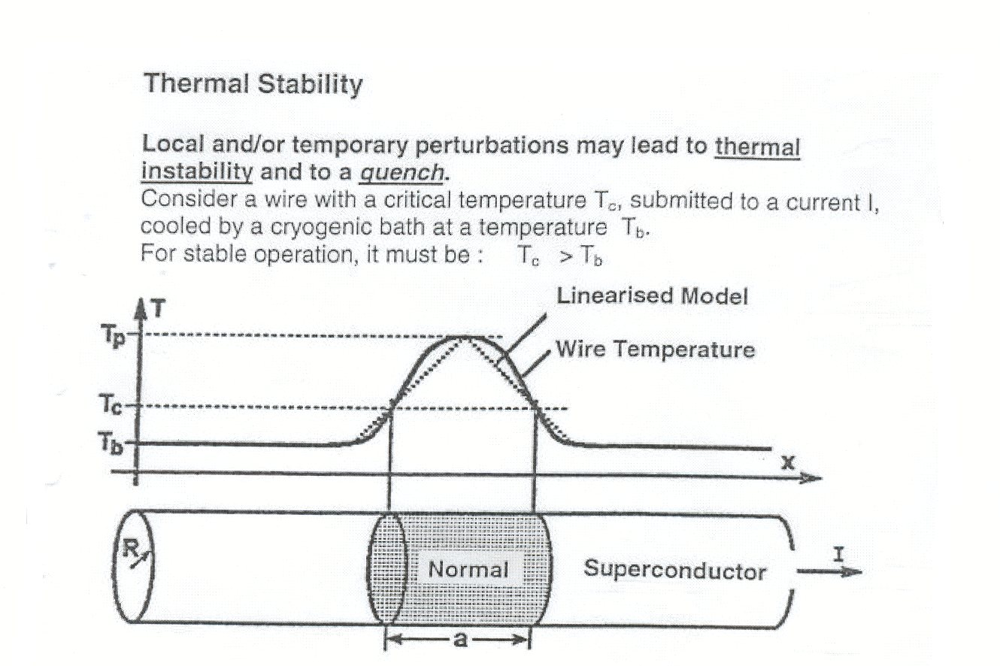 Thermal Stability
Local and/or temporary perturbations may lead to thermal
instability and to a quench.
Consider a wire with a critical temperature Tc, submitted to a current I,
cooled by a cryogenic bath at a temperature Tb.
For stable operation, it must be : Tc > Tb
Linearised Model
T
Tp
Wire Temperature
Tc
Tb
x
R
Normal
Superconductor
I
a